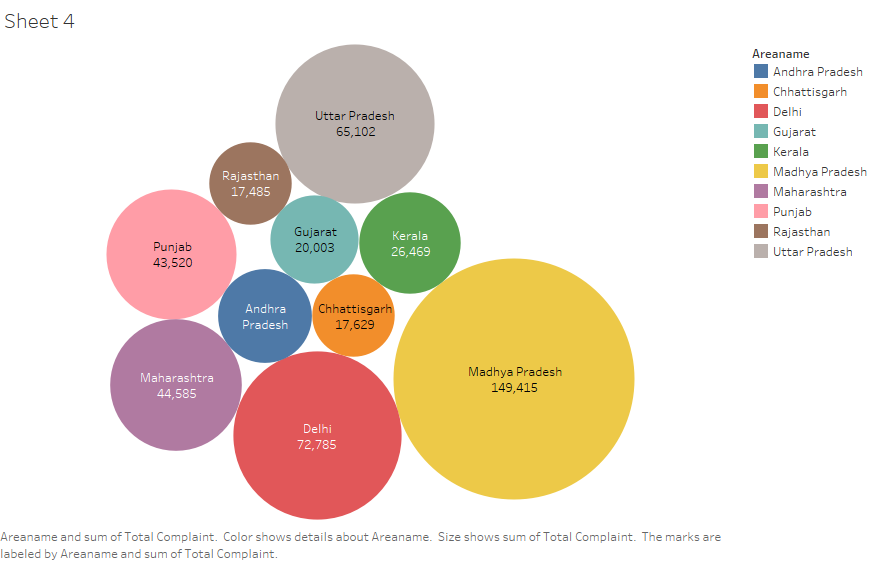 Sheet 4
Uttar Pradesh
65,102
Rajasthan
17,485
Gujarat
20,003
Kerala
26,469
Punjab
43,520
Andhra
Pradesh
Chhattisgarh
17,629
Madhya Pradesh
149,415
Maharashtra
44,585
Delhi
72,785
Areaname
Andhra Pradesh
Chhattisgarh
Delhi
Gujarat
Kerala
Madhya Pradesh
Maharashtra
Punjab
Rajasthan
Uttar Pradesh
Areaname and sum of Total Complaint. Color shows details about Areaname. Size shows sum of Total Complaint. The marks are
labeled by Areaname and sum of Total Complaint.